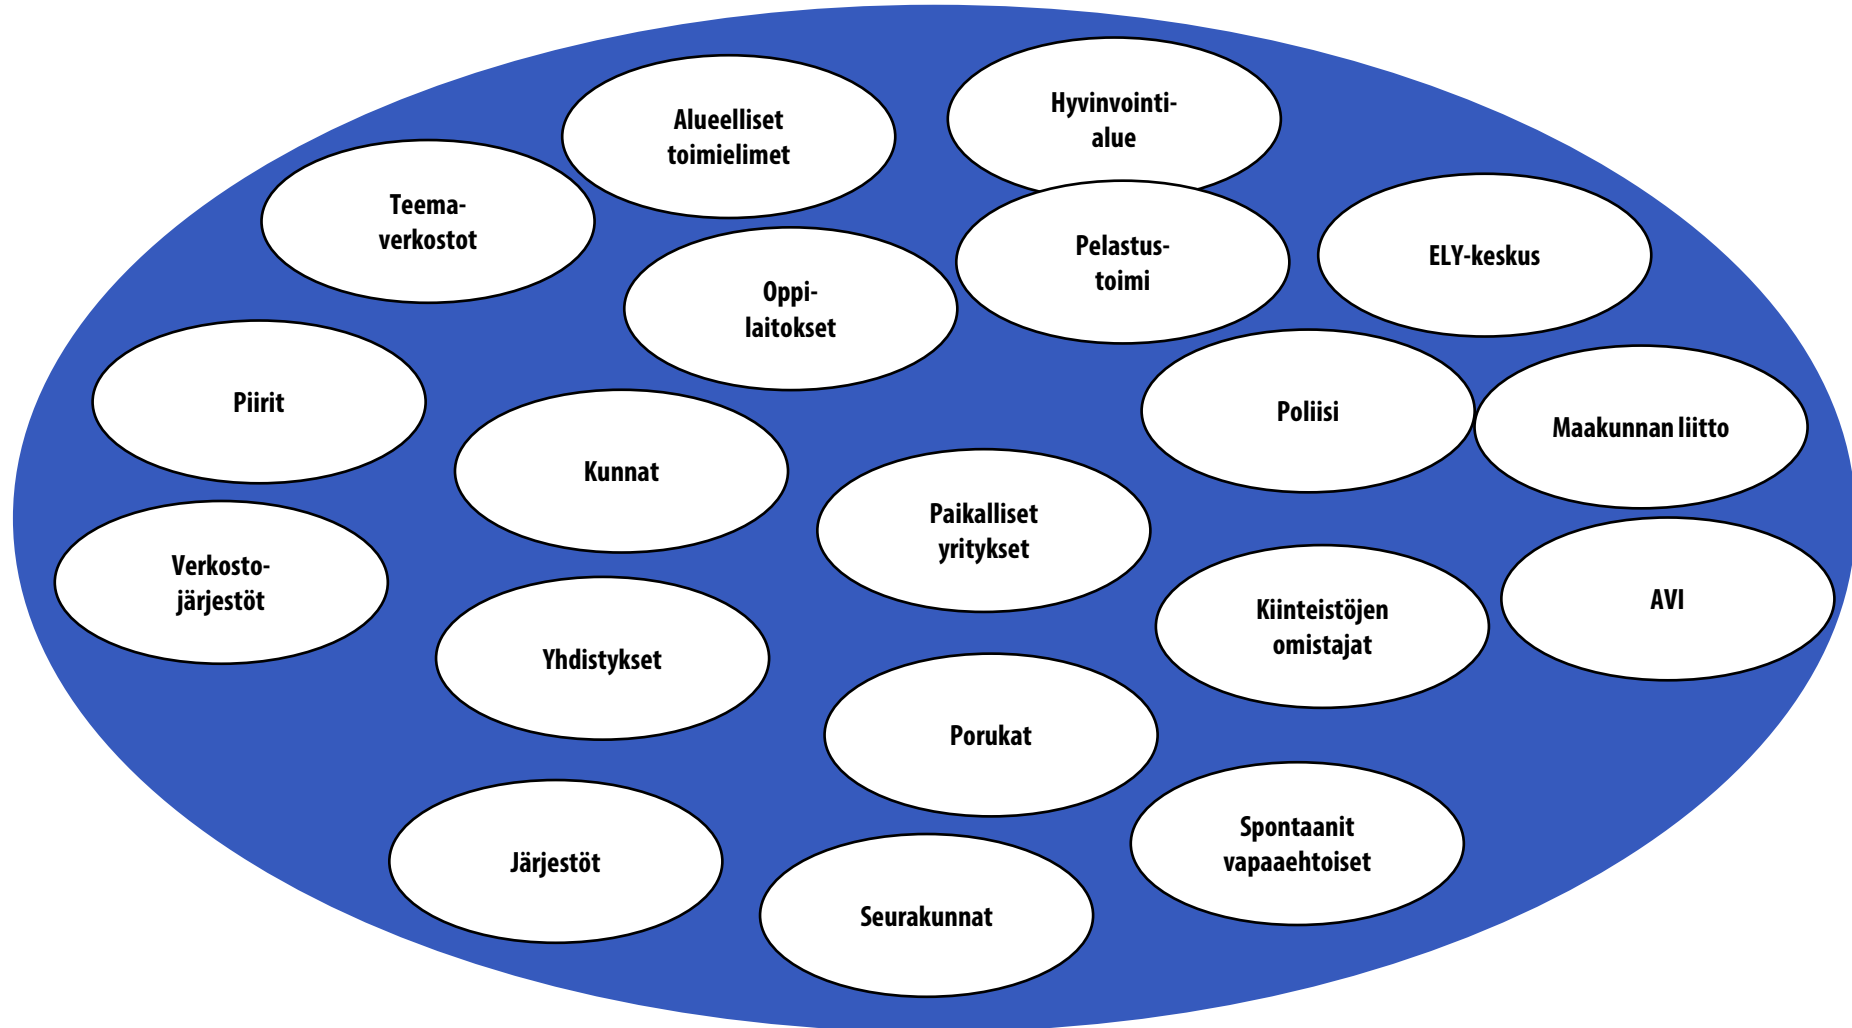 Alueelliset
toimielimet
Hyvinvointi-
alue
Teema-
verkostot
Pelastus-
toimi
ELY-keskus
Oppi-
laitokset
Piirit
Poliisi
Maakunnan liitto
Kunnat
Paikalliset
yritykset
Verkosto-
järjestöt
Kiinteistöjen
omistajat
AVI
Yhdistykset
Porukat
Järjestöt
Spontaanit
vapaaehtoiset
Seurakunnat